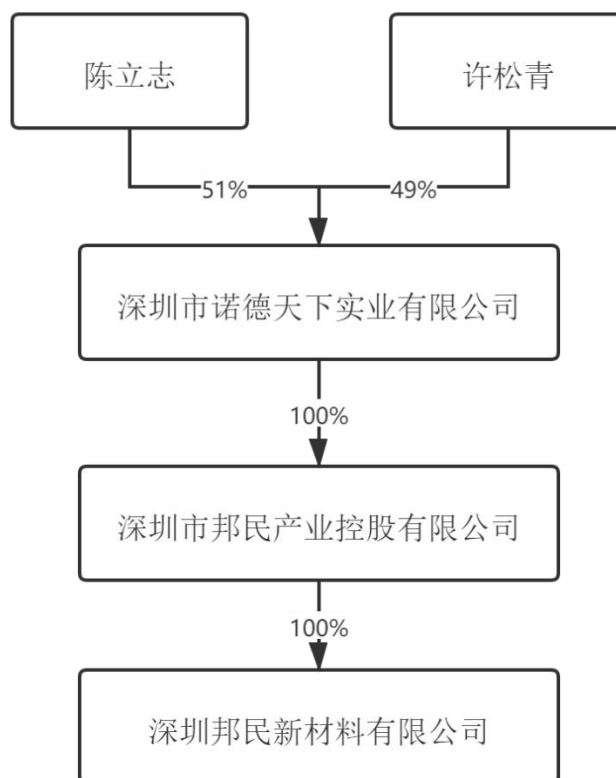 陈立志
许松青
51%
49%
深圳市诺德天下实业有限公司
100%
深圳市邦民产业控股有限公司
100%
深圳邦民新材料有限公司